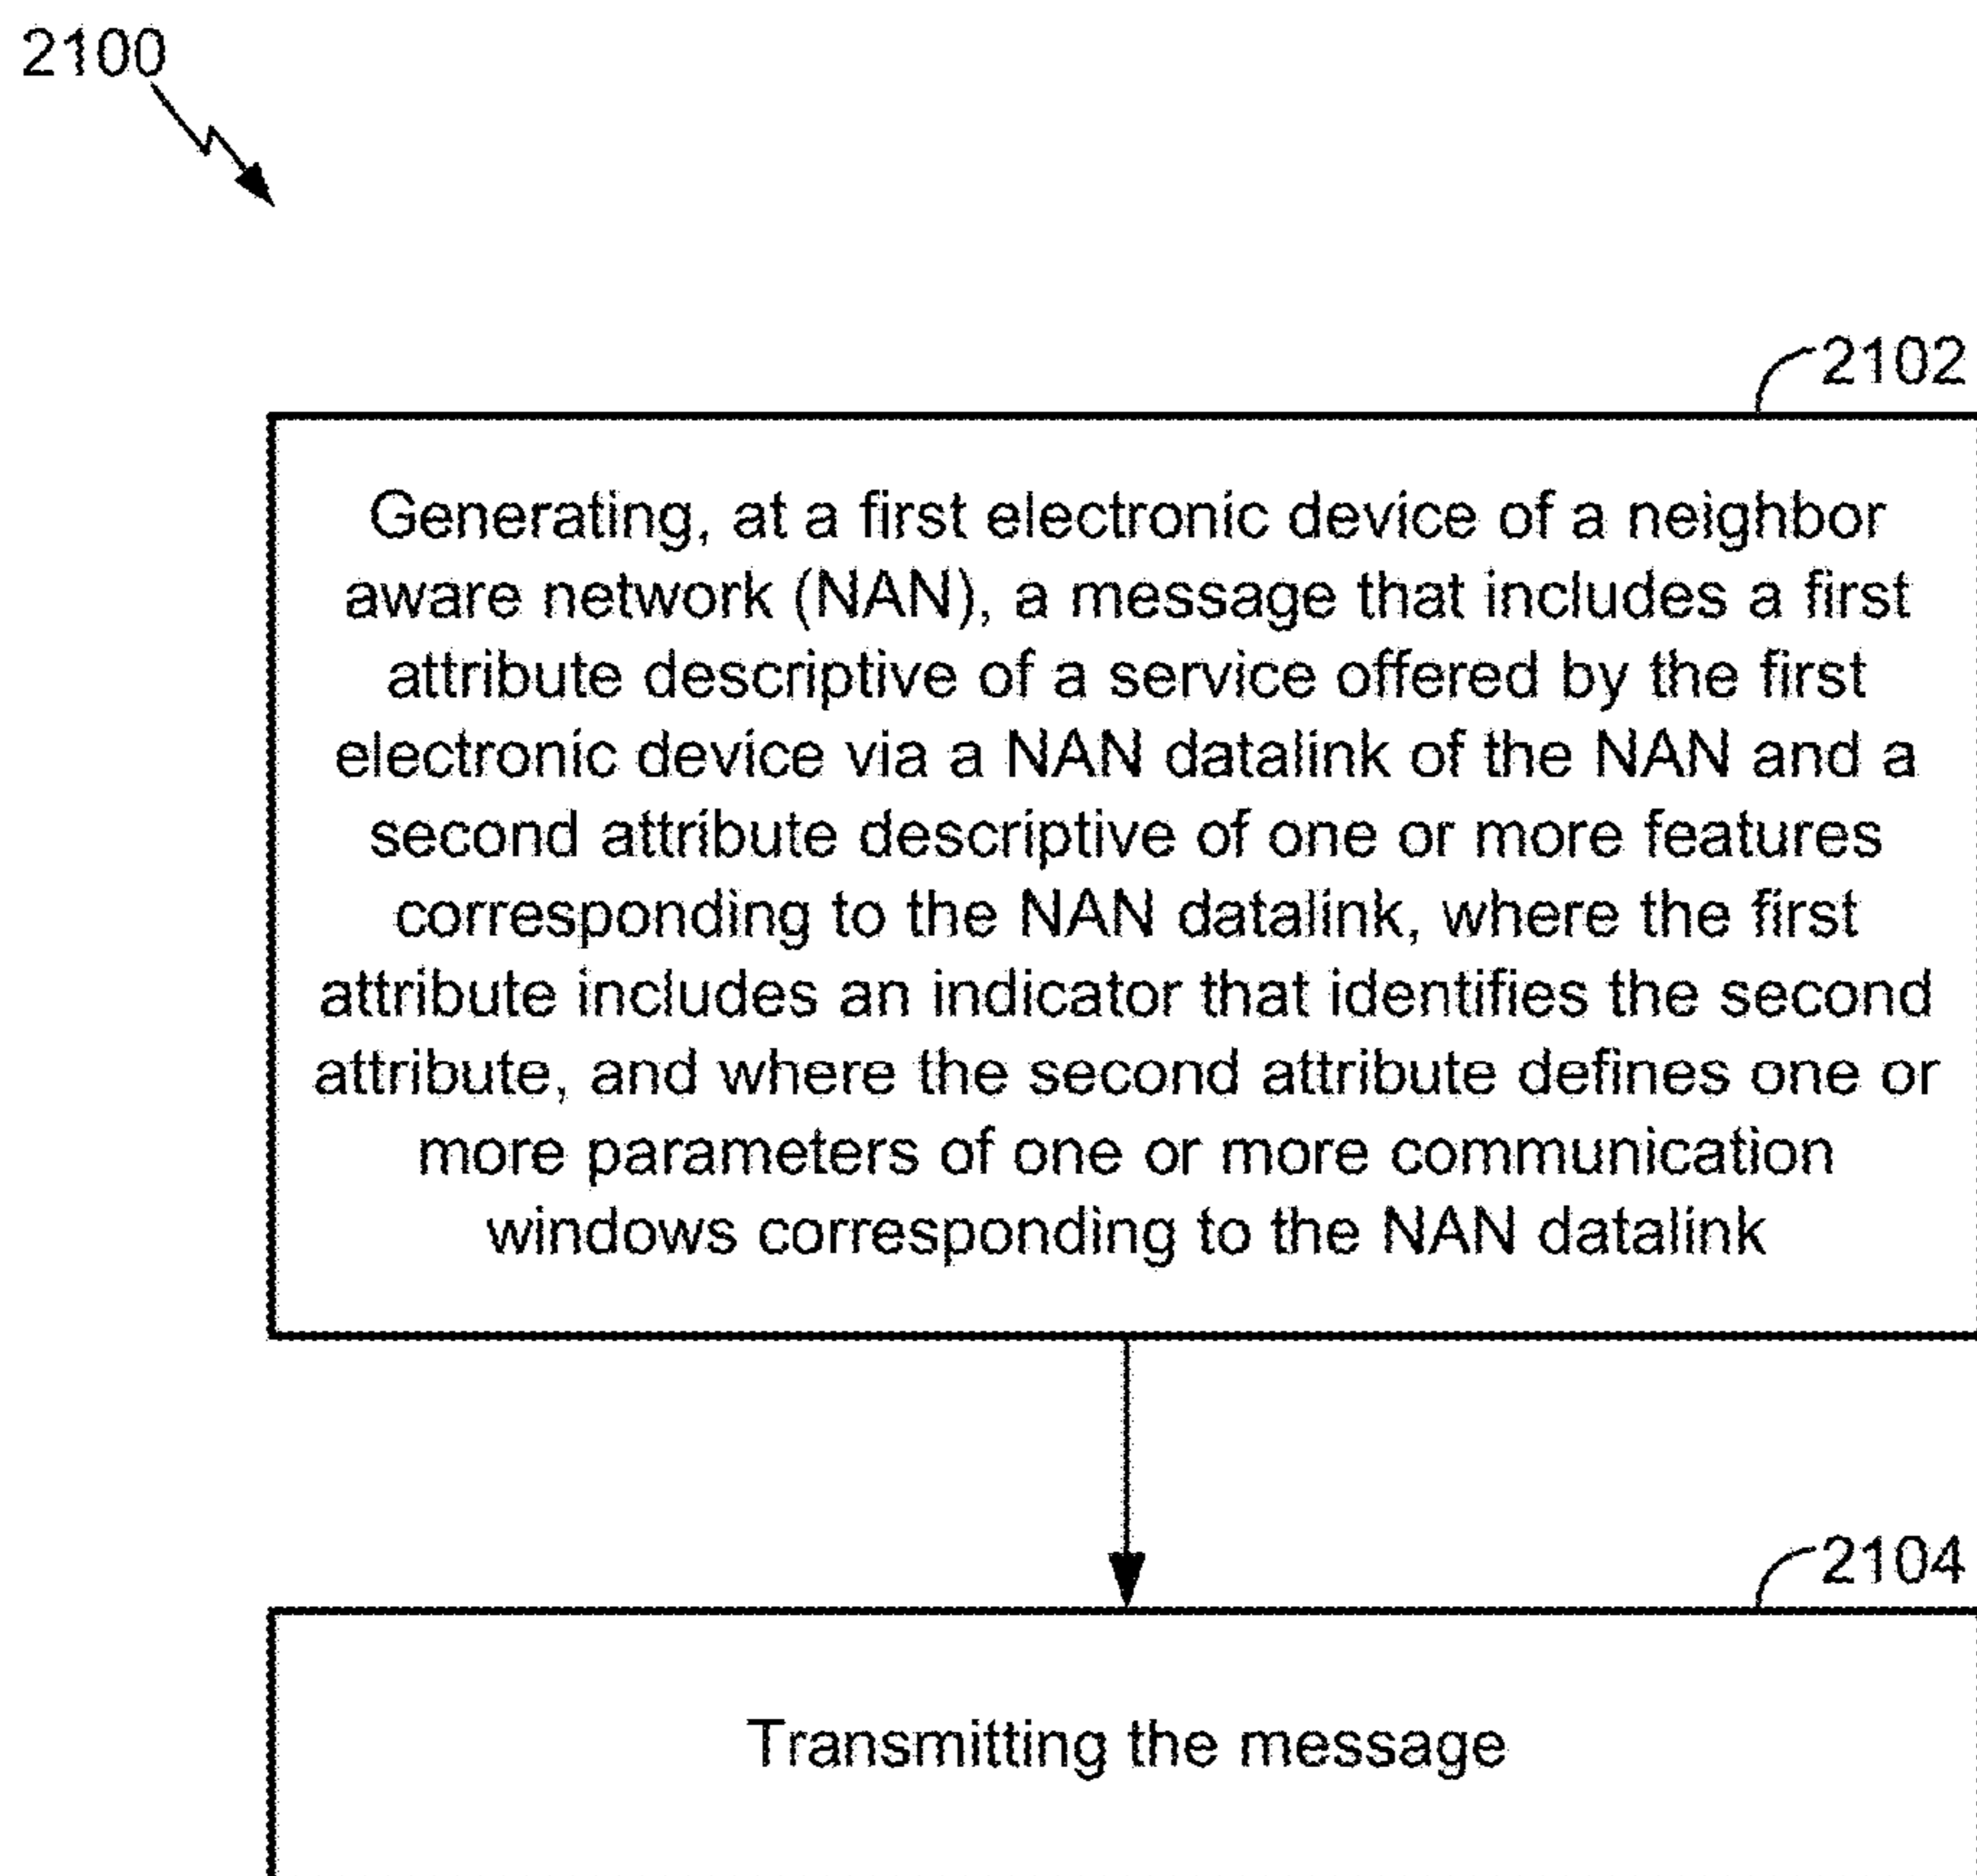 2100
2102
Generating, at a first electronic device of a neighbor
aware network (NAN), a message that includes a first
attribute descriptive of a service offered by the first
electronic device via a NAN datalink of the NAN and a
second attribute descriptive of one or more features
corresponding to the NAN datalink, where the first
attribute includes an indicator that identifies the second
attribute, and where the second attribute defines one or
more parameters of one or more communication
windows corresponding to the NAN datalink
2104
Transmitting the message